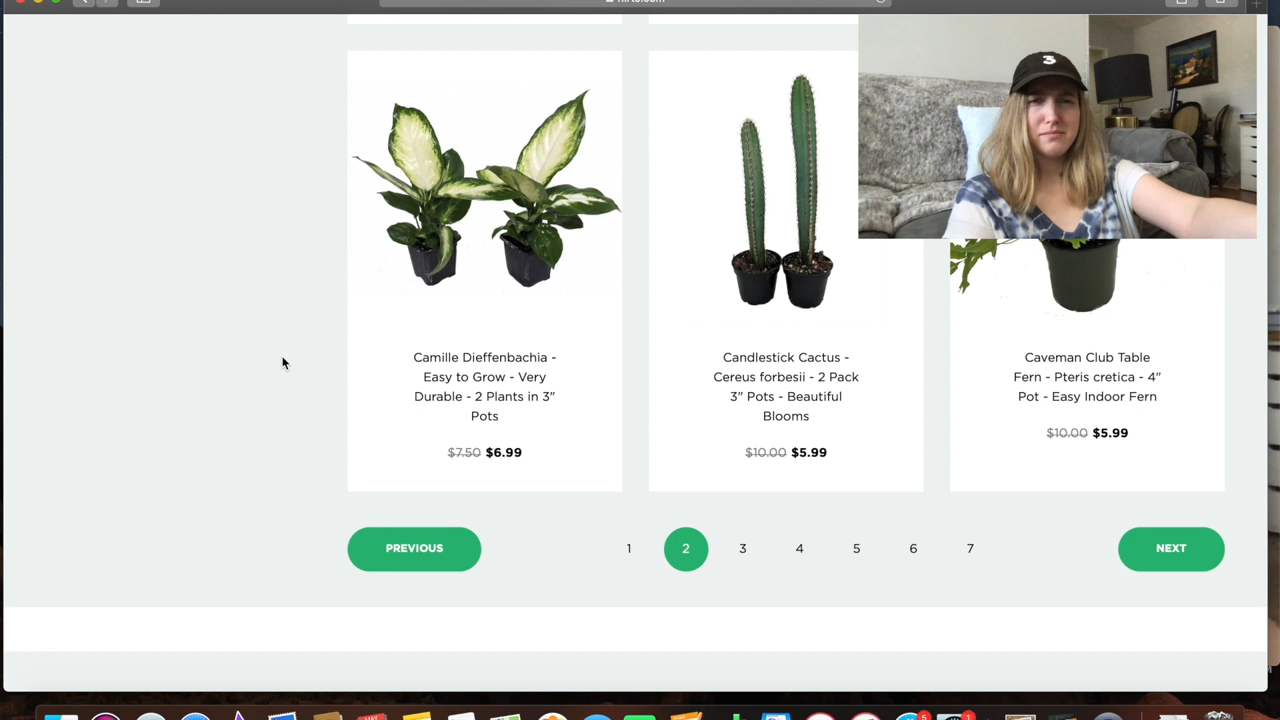 3
Camille Dieffenbachia -
Easy to Grow - Very
Durable - 2 Plants in 3"
Pots
$7.50 $6.99
Candlestick Cactus -
Cereus forbesii - 2 Pack
3" Pots - Beautiful
Blooms
$10.00 $5.99
Caveman Club Table
Fern - Pteris cretica - 4"
Pot - Easy Indoor Fern
$10.00 $5.99
PREVIOUS 1 2 3 4 5 6 7 NEXT
MAY